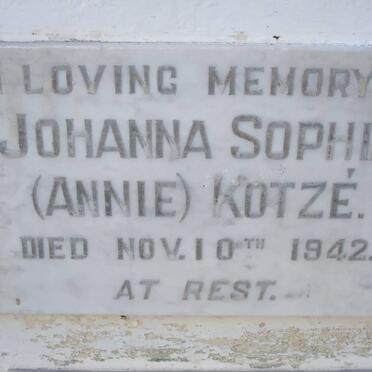 LOVING MEMORY
JOHANNA SOPHI
(ANNIE) KOTZÉ.
DIED NOV. 10TH 1942.
AT REST.